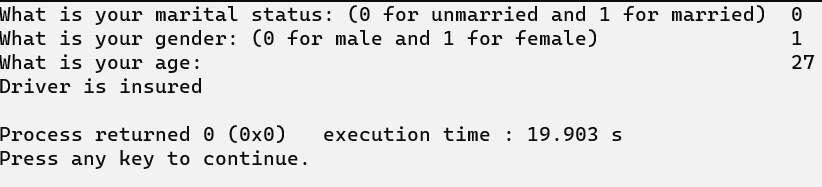 What is your marital status: (0 for unmarried and 1 for married)  0
What is your gender: (0 for male and 1 for female)                1
What is your age:                                                 27
Driver is insured
Process returned 0 (0x0)   execution time : 19.903 s
Press any key to continue.